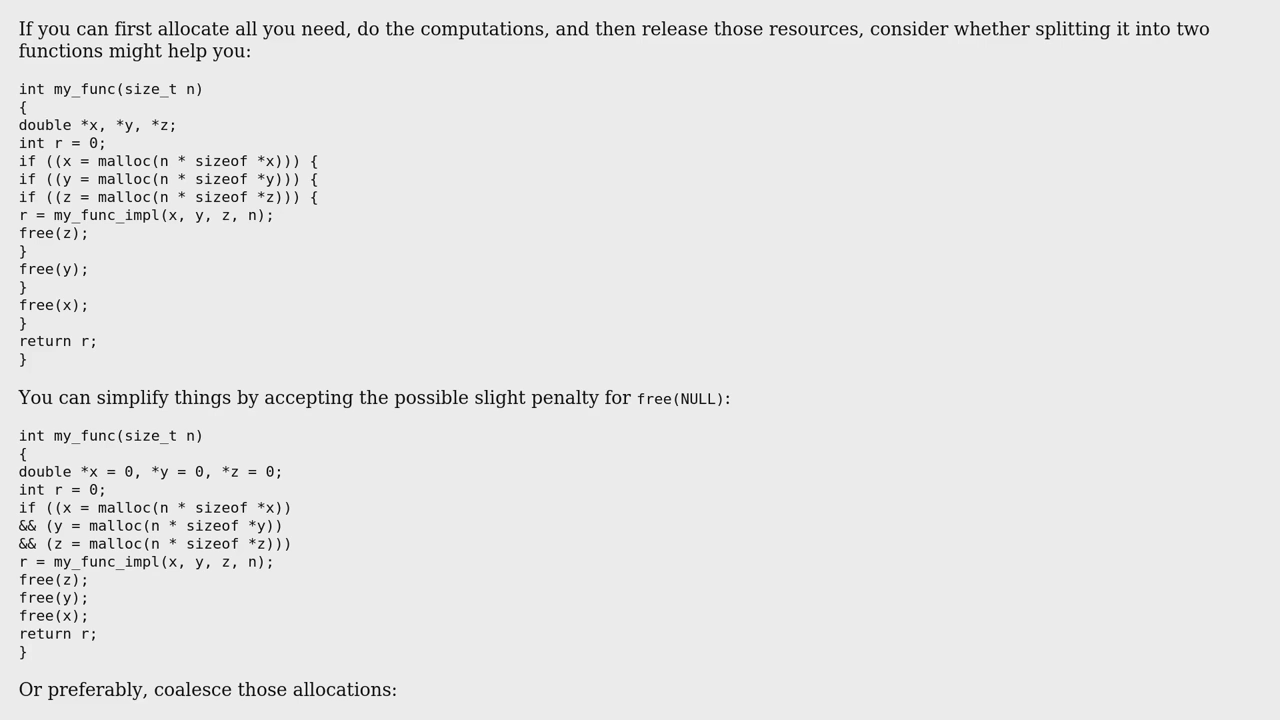 If you can first allocate all you need, do the computations, and then release those resources, consider whether splitting it into two
functions might help you:
int my_func(size_t n)
{
double *x, *y, *z;
int r = 0;
if ((x = malloc(n * sizeof *x))) {
if ((y = malloc(n * sizeof *y))) {
if ((z = malloc(n * sizeof *z))) {
r = my_func_impl(x, y, z, n);
free(z);
}
free(y);
}
free(x);
}
return r;
}
You can simplify things by accepting the possible slight penalty for free(NULL):
int my_func(size_t n)
{
double *x = 0, *y = 0, *z = 0;
int r = 0;
if ((x = malloc(n * sizeof *x))
&& (y = malloc(n * sizeof *y))
&& (z = malloc(n * sizeof *z)))
r = my_func_impl(x, y, z, n);
free(z);
free(y);
free(x);
return r;
}
Or preferably, coalesce those allocations: